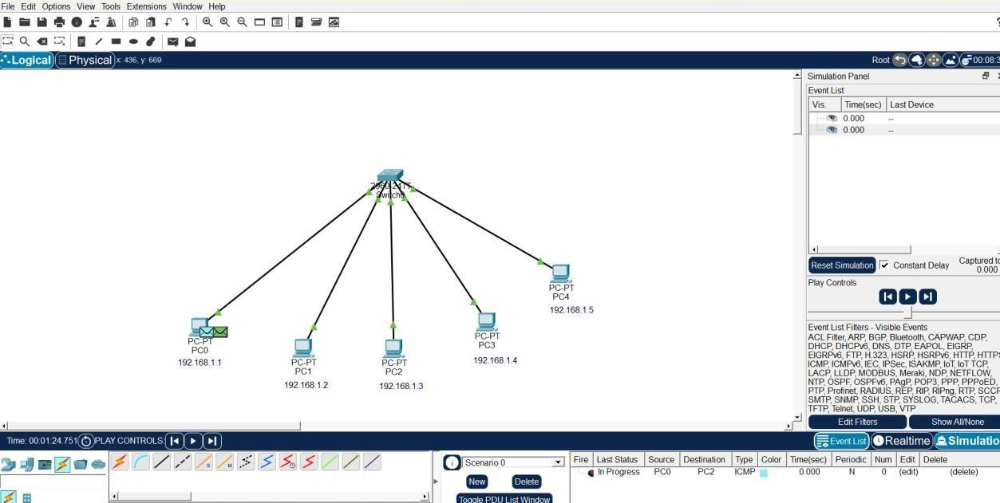 File Edit Options View Tools Extensions Window Help
Logical Physical x: 436, y: 669
Root 00:08:3
Simulation Panel
Event List
Vis. Time(sec) Last Device
0.000 --
0.000 --
2960-24TT
Switch0
PC-PT
PC4
192.168.1.5
PC-PT
PC0
192.168.1.1
PC-PT
PC1
192.168.1.2
PC-PT
PC2
192.168.1.3
PC-PT
PC3
192.168.1.4
Reset Simulation Constant Delay Captured to
0.000
Play Controls
Event List Filters - Visible Events
ACL Filter, ARP, BGP, Bluetooth, CAPWAP, CDP,
DHCP, DHCPv6, DNS, DTP, EAPOL, EIGRP,
EIGRPv6, FTP, H.323, HSRP, HSRPv6, HTTP, HTTPS
ICMP, ICMPv6, IEC, IPSec, ISAKMP, IoT, IoT TCP,
LACP, LLDP, MODBUS, Meraki, NDP, NETFLOW,
NTP, OSPF, OSPFv6, PAgP, POP3, PPP, PPPoED,
PTP, Profinet, RADIUS, REP, RIP, RIPng, RTP, SCCP
SMTP, SNMP, SSH, STP, SYSLOG, TACACS, TCP,
TFTP, Telnet, UDP, USB, VTP
Edit Filters Show All/None
Time: 00:01:24.751 PLAY CONTROLS:
Event List Realtime Simulatio
Scenario 0
New Delete
Toggle PDU List Window
Fire Last Status Source Destination Type Color Time(sec) Periodic Num Edit Delete
In Progress PC0 PC2 ICMP 0.000 N 0 (edit) (delete)